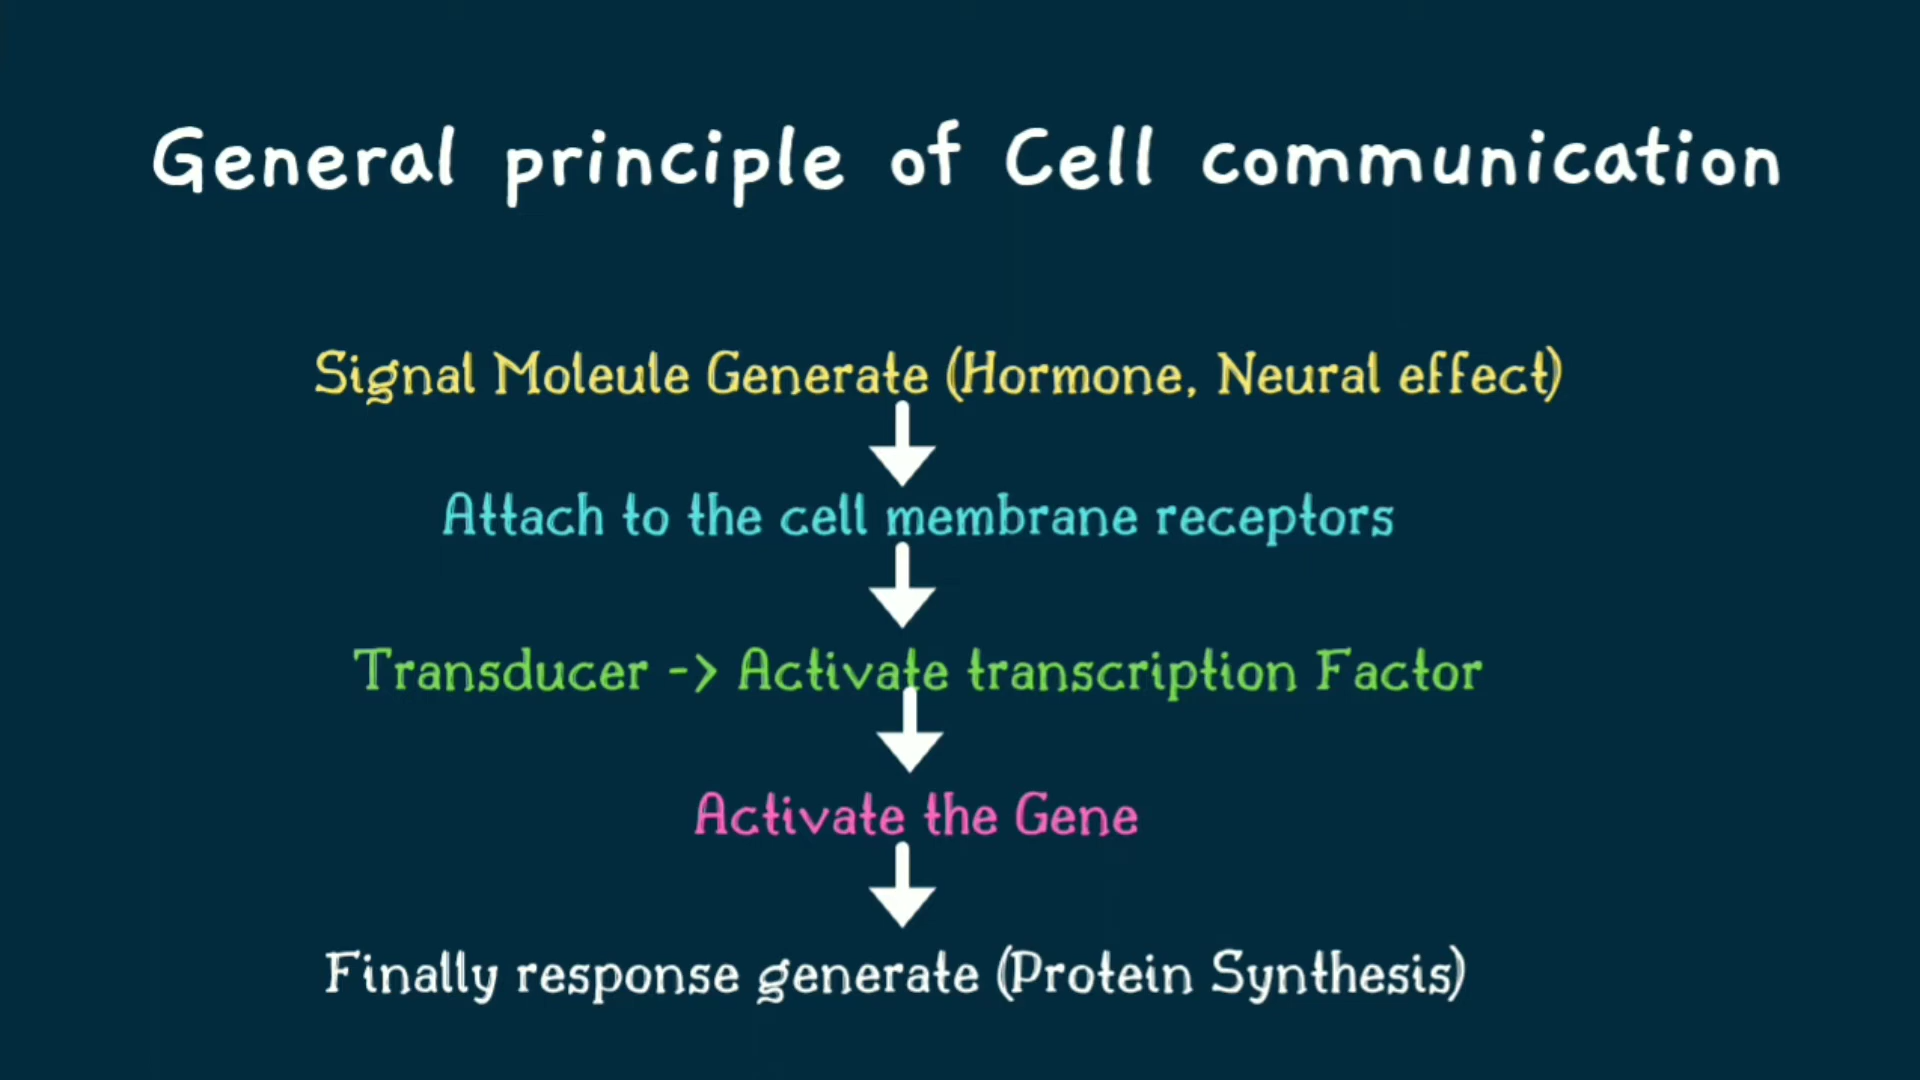 General principle of Cell communication
Signal Moleule Generate (Hormone, Neural effect)
Attach to the cell membrane receptors
Transducer -> Activate transcription Factor
Activate the Gene
Finally response generate (Protein Synthesis)